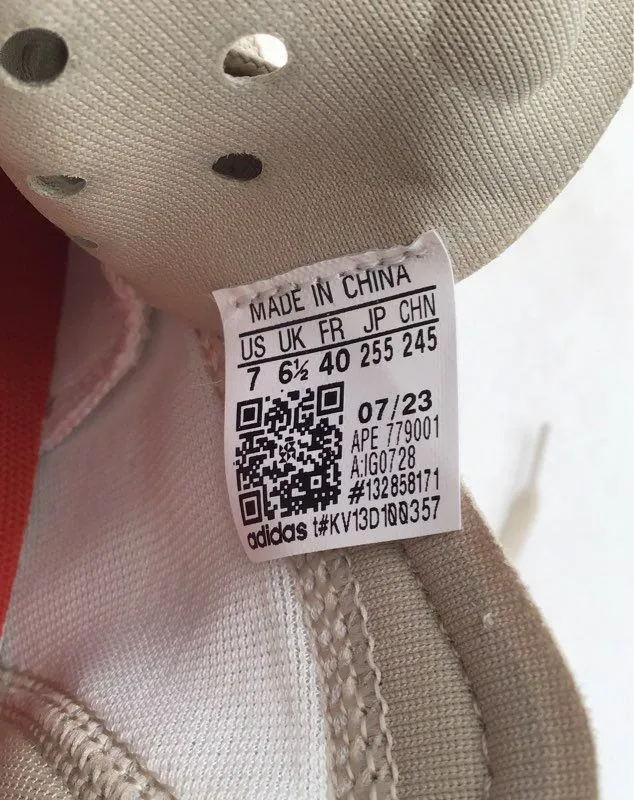 MADE IN CHINA
US UK FR JP CHN
7 6½ 40 255 245
07/23
APE 779001
A:IG0728
#132858171
adidas t#KV13D100357